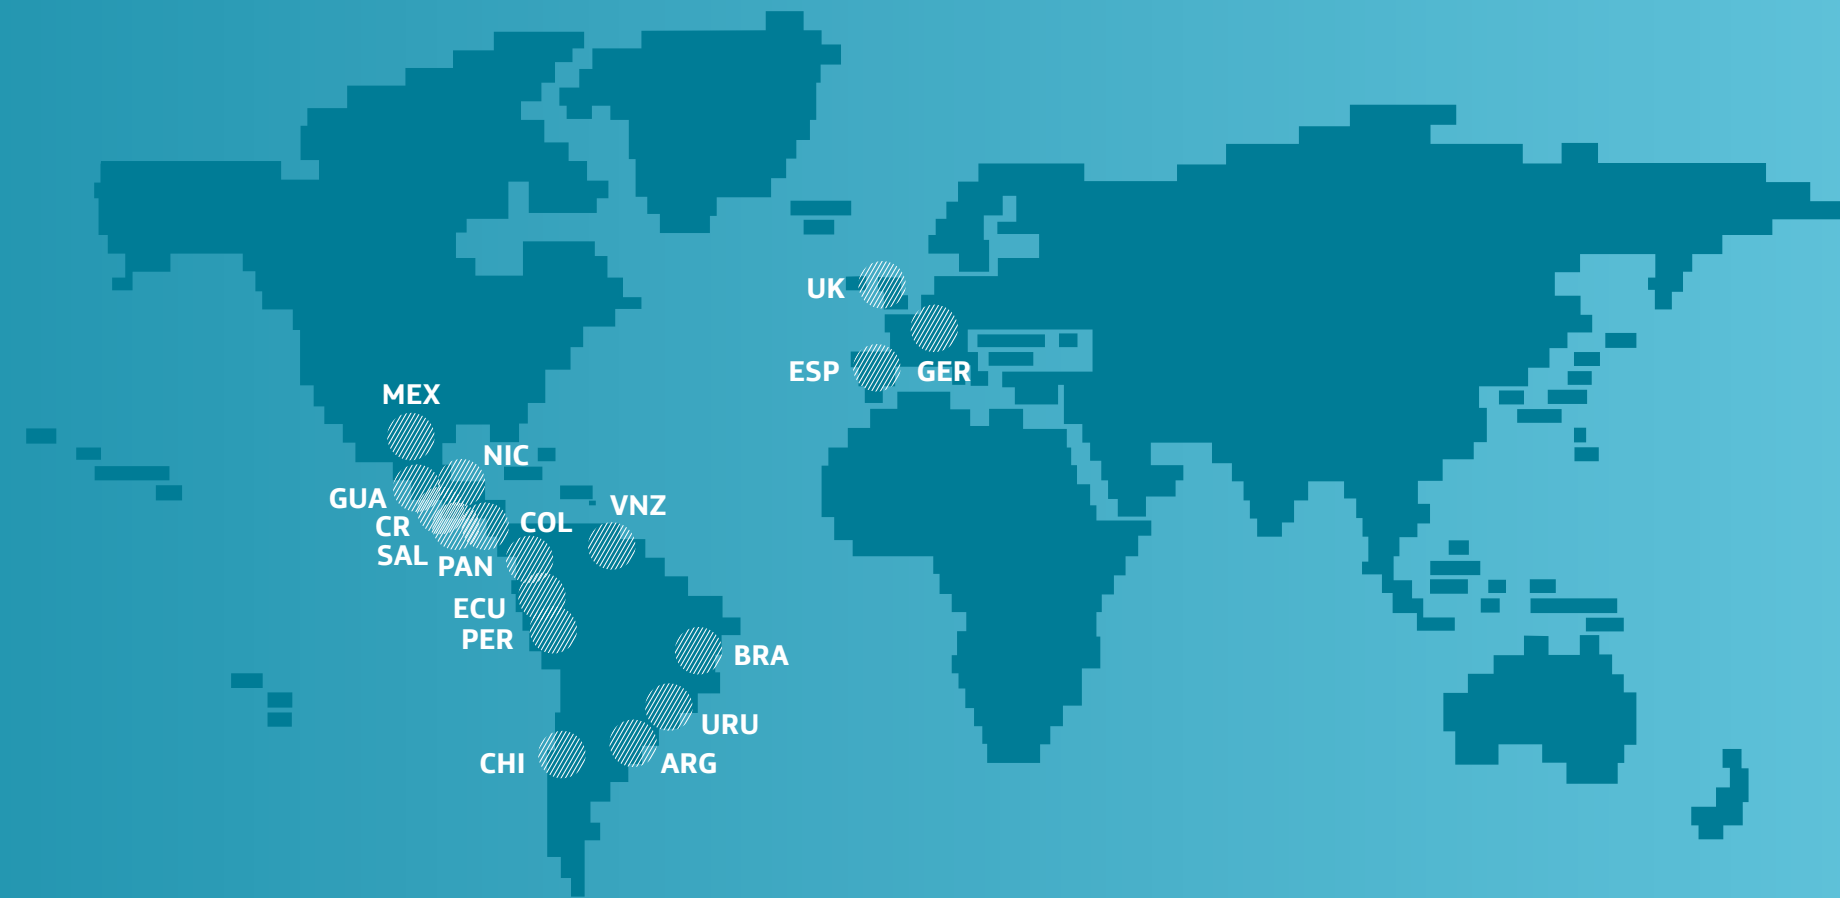 UK
ESP
GER
MEX
NIC
GUA
CR
SAL
PAN
COL
VNZ
ECU
PER
BRA
URU
CHI
ARG